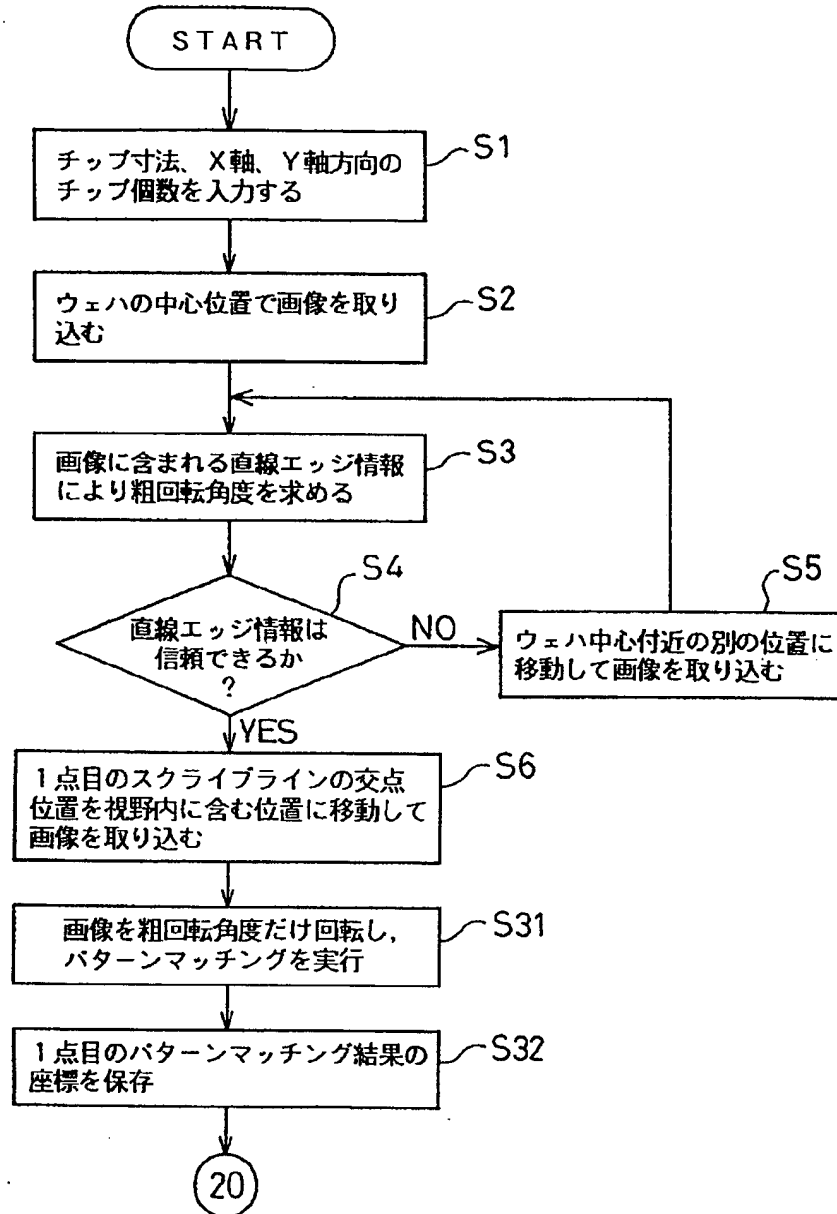 START
S1
チップ寸法、X軸、Y軸方向の
チップ個数を入力する
S2
ウェハの中心位置で画像を取り
込む
S3
画像に含まれる直線エッジ情報
により粗回転角度を求める
S4
直線エッジ情報は
信頼できるか
?
NO
S5
ウェハ中心付近の別の位置に
移動して画像を取り込む
YES
S6
1点目のスクライブラインの交点
位置を視野内に含む位置に移動して
画像を取り込む
S31
画像を粗回転角度だけ回転し,
パターンマッチングを実行
S32
1点目のパターンマッチング結果の
座標を保存
20